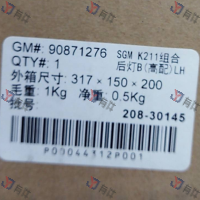 GM#: 90871276 SGM K211组合
QTY#: 1 后灯B(高配)LH
外箱尺寸: 317*150*200
毛重: 1Kg 净重: 0.5Kg
批号:
208-30145
P09044312P001